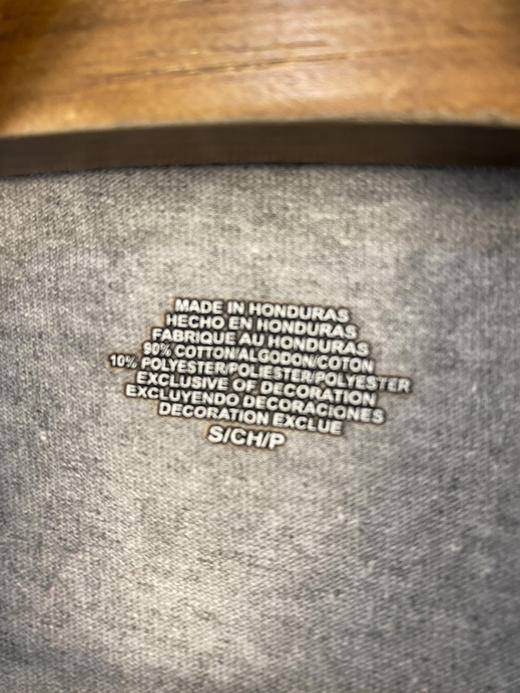 MADE IN HONDURAS
HECHO EN HONDURAS
FABRIQUE AU HONDURAS
90% COTTON/ALGODON/COTON
10% POLYESTER/POLIESTER/POLYESTER
EXCLUSIVE OF DECORATION
EXCLUYENDO DECORACIONES
DECORATION EXCLUE
S/CH/P